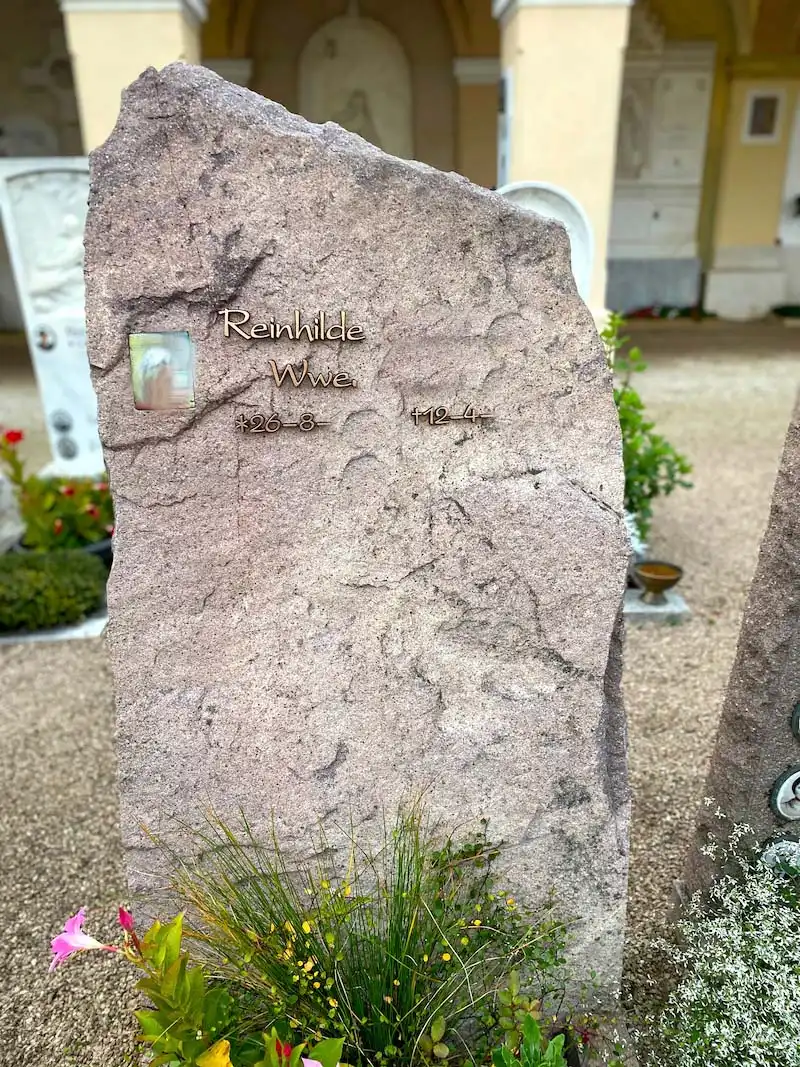 Reinhilde
Wwe.
*26–8– †12–4–